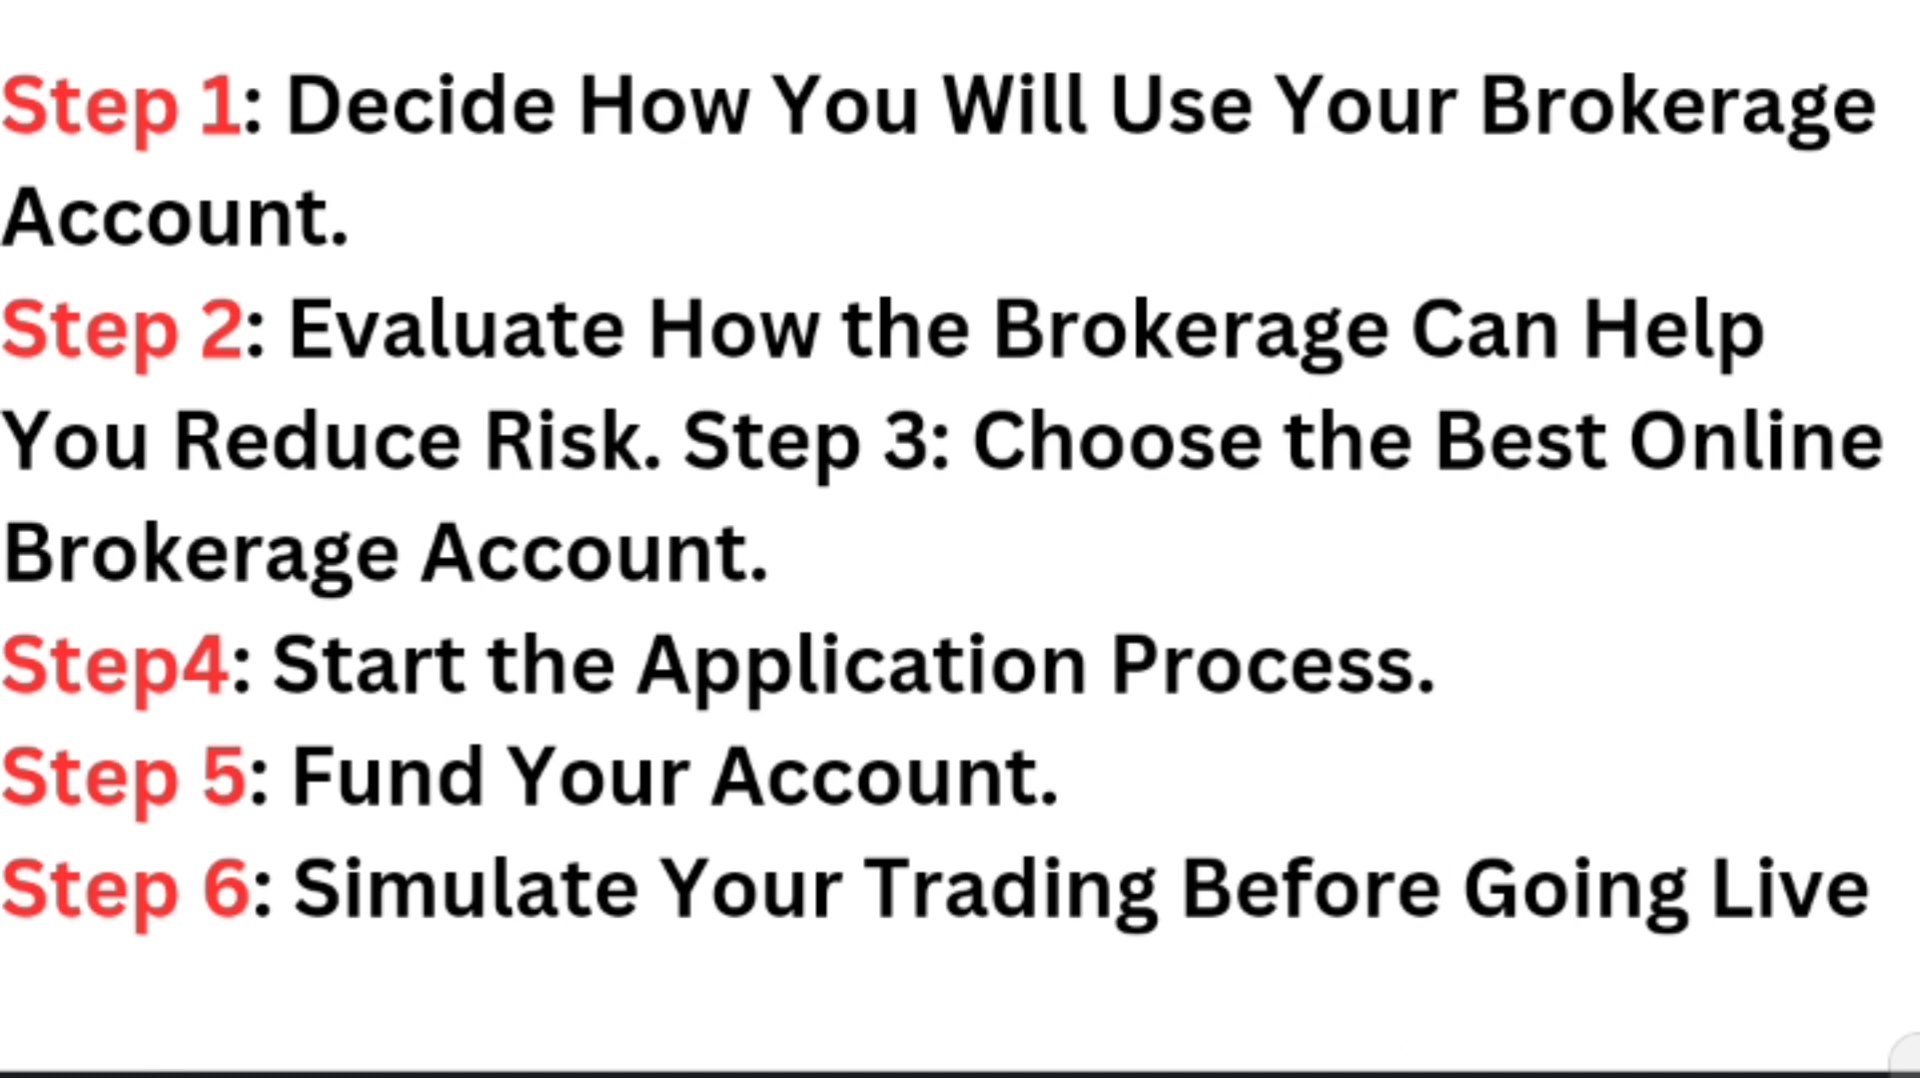 Step 1: Decide How You Will Use Your Brokerage
Account.
Step 2: Evaluate How the Brokerage Can Help
You Reduce Risk. Step 3: Choose the Best Online
Brokerage Account.
Step4: Start the Application Process.
Step 5: Fund Your Account.
Step 6: Simulate Your Trading Before Going Live